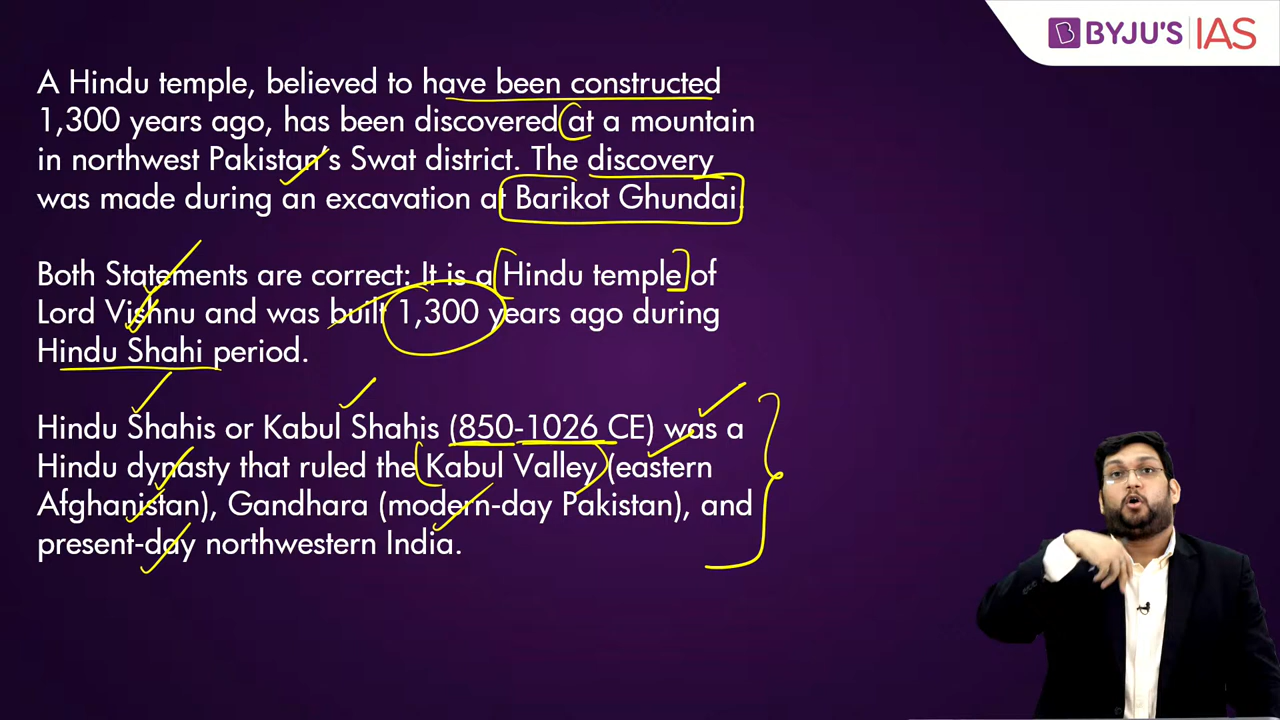 BYJU'S IAS
A Hindu temple, believed to have been constructed
1,300 years ago, has been discovered at a mountain
in northwest Pakistan's Swat district. The discovery
was made during an excavation at Barikot Ghundai.
Both Statements are correct: It is a Hindu temple of
Lord Vishnu and was built 1,300 years ago during
Hindu Shahi period.
Hindu Shahis or Kabul Shahis (850-1026 CE) was a
Hindu dynasty that ruled the Kabul Valley (eastern
Afghanistan), Gandhara (modern-day Pakistan), and
present-day northwestern India.